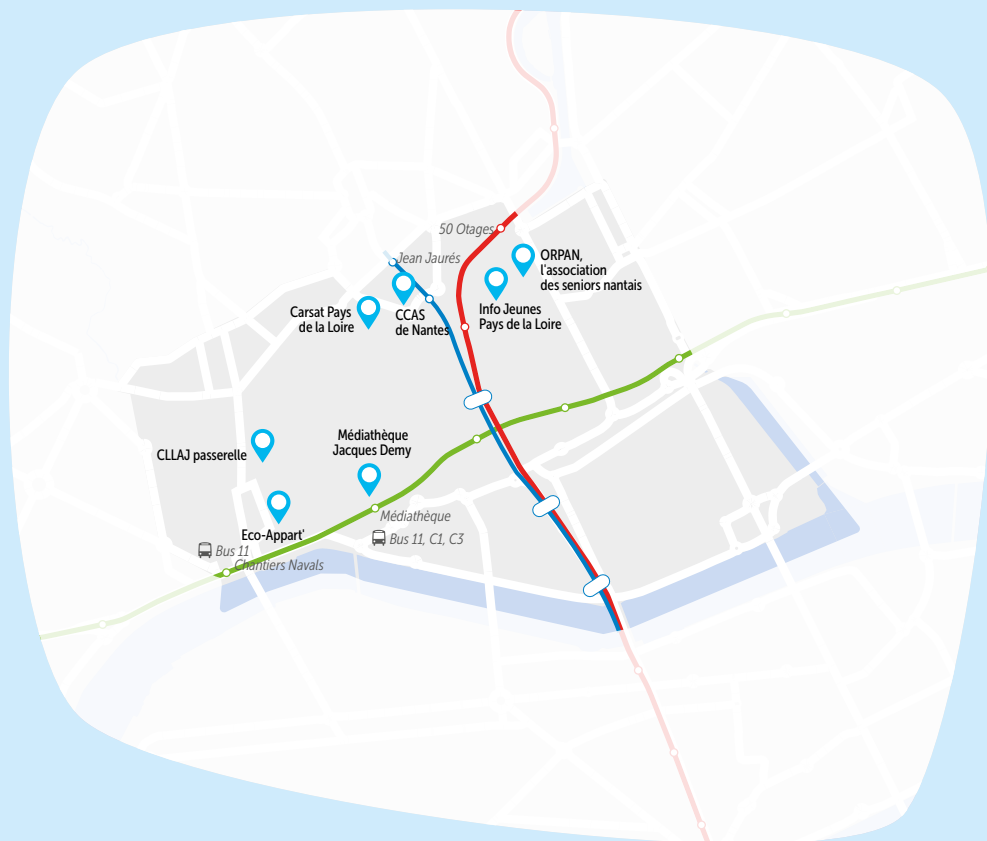 50 Otages
ORPAN,
l'association
des seniors nantais
Jean Jaurés
Info Jeunes
Pays de la Loire
CCAS
de Nantes
Carsat Pays
de la Loire
Médiathèque
Jacques Demy
CLLAJ passerelle
Médiathèque
Bus 11, C1, C3
Eco-Appart'
Bus 11
Chantiers Navals